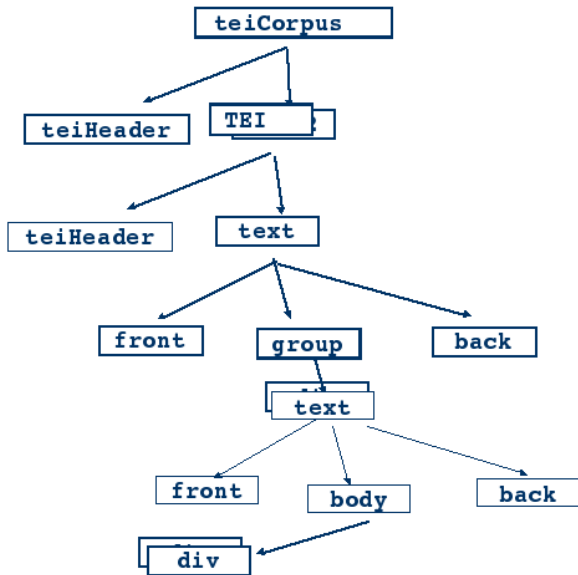 teiCorpus
teiHeader
TEI
teiHeader
text
front
group
back
text
front
body
back
div